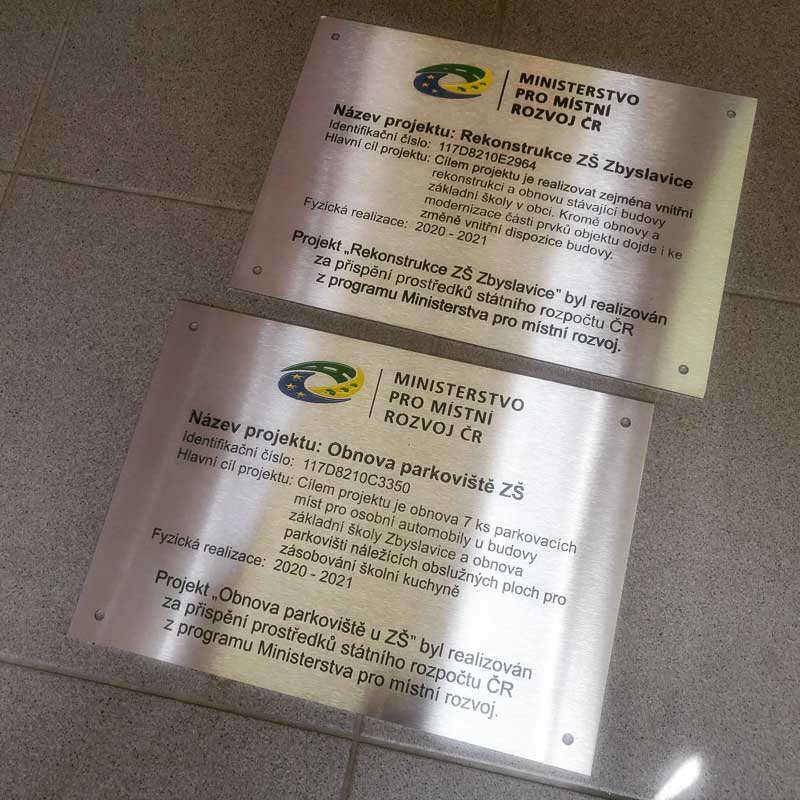 MINISTERSTVO
PRO MÍSTNÍ
ROZVOJ ČR
Název projektu: Rekonstrukce ZŠ Zbyslavice
Identifikační číslo: 117D8210E2964
Hlavní cíl projektu: Cílem projektu je realizovat zejména vnitřní
rekonstrukci a obnovu stávající budovy
základní školy v obci. Kromě obnovy a
modernizace části prvků objektu dojde i ke
změně vnitřní dispozice budovy.
Fyzická realizace: 2020 - 2021
Projekt „Rekonstrukce ZŠ Zbyslavice" byl realizován
za přispění prostředků státního rozpočtu ČR
z programu Ministerstva pro místní rozvoj.
MINISTERSTVO
PRO MÍSTNÍ
ROZVOJ ČR
Název projektu: Obnova parkoviště ZŠ
Identifikační číslo: 117D8210C3350
Hlavní cíl projektu: Cílem projektu je obnova 7 ks parkovacích
míst pro osobní automobily u budovy
základní školy Zbyslavice a obnova
parkovišti náležících obslužných ploch pro
zásobování školní kuchyně
Fyzická realizace: 2020 - 2021
Projekt „Obnova parkoviště u ZŠ" byl realizován
za přispění prostředků státního rozpočtu ČR
z programu Ministerstva pro místní rozvoj.